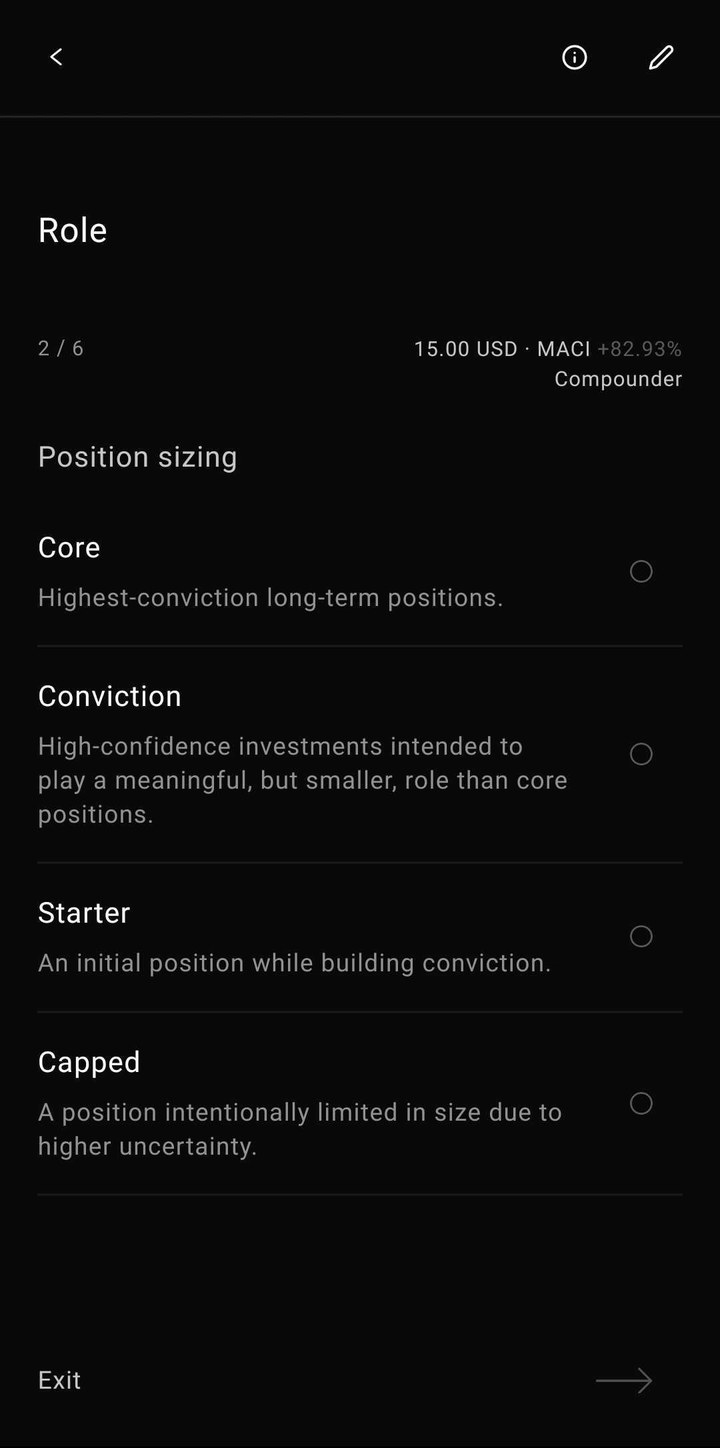 Role
2 / 6
15.00 USD · MACI +82.93%
Compounder
Position sizing
Core
Highest-conviction long-term positions.
Conviction
High-confidence investments intended to
play a meaningful, but smaller, role than core
positions.
Starter
An initial position while building conviction.
Capped
A position intentionally limited in size due to
higher uncertainty.
Exit